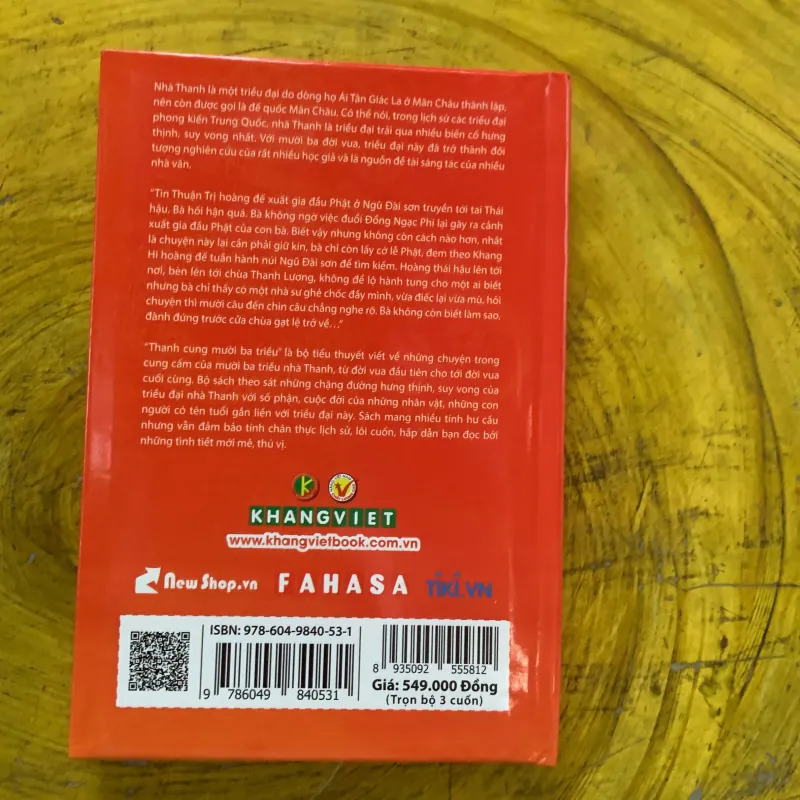 Nhà Thanh là một triều đại do dòng họ Ái Tân Giác La ở Mãn Châu thành lập,
nên còn được gọi là đế quốc Mãn Châu. Có thể nói, trong lịch sử các triều đại
phong kiến Trung Quốc, nhà Thanh là triều đại trải qua nhiều biến cố hưng
thịnh, suy vong nhất. Với mười ba đời vua, triều đại này đã trở thành đối
tượng nghiên cứu của rất nhiều học giả và là nguồn đề tài sáng tác của nhiều
nhà văn.
"Tin Thuận Trị hoàng đế xuất gia đầu Phật ở Ngũ Đài sơn truyền tới tai Thái
hậu. Bà hối hận quá. Bà không ngờ việc đuổi Đổng Ngạc Phi lại gây ra cảnh
xuất gia đầu Phật của con bà. Biết vậy nhưng không còn cách nào hơn, nhất
là chuyện này lại cần phải giữ kín, bà chỉ còn lấy cớ lễ Phật, đem theo Khang
Hi hoàng đế tuần hành núi Ngũ Đài sơn để tìm kiếm. Hoàng thái hậu lên tới
nơi, bèn lên tới chùa Thanh Lương, không để lộ hành tung cho một ai biết
nhưng bà chỉ thấy có một nhà sư ghẻ chốc đầy mình, vừa điếc lại vừa mù, hỏi
chuyện thì mười câu đến chín câu chẳng nghe rõ. Bà không còn biết làm sao,
đành đứng trước cửa chùa gạt lệ trở về..."
"Thanh cung mười ba triều" là bộ tiểu thuyết viết về những chuyện trong
cung cấm của mười ba triều nhà Thanh, từ đời vua đầu tiên cho tới đời vua
cuối cùng. Bộ sách theo sát những chặng đường hưng thịnh, suy vong của
triều đại nhà Thanh với số phận, cuộc đời của những nhân vật, những con
người có tên tuổi gắn liền với triều đại này. Sách mang nhiều tính hư cấu
nhưng vẫn đảm bảo tính chân thực lịch sử, lôi cuốn, hấp dẫn bạn đọc bởi
những tình tiết mới mẻ, thú vị.
KHANGVIET
www.khangvietbook.com.vn
NewShop.vn FAHASA TIKI.VN
ISBN: 978-604-9840-53-1
9 786049 840531
8 935092 555812
Giá: 549.000 Đồng
(Trọn bộ 3 cuốn)